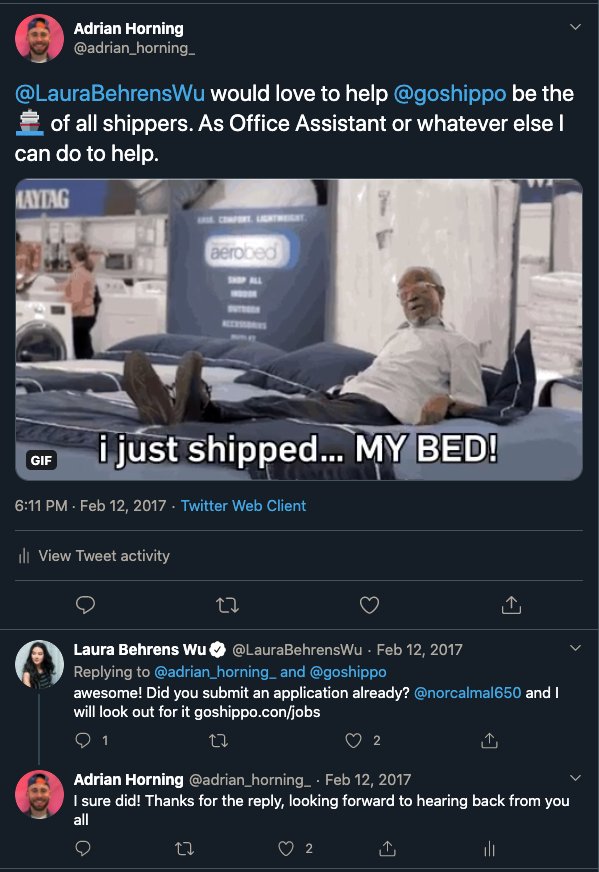 Adrian Horning
@adrian_horning_
@LauraBehrensWu would love to help @goshippo be the
🚢 of all shippers. As Office Assistant or whatever else I
can do to help.
MAYTAG
EASE. COMFORT. LIGHTWEIGHT.
aerobed
SHOP ALL
INDOOR
OUTDOOR
ACCESSORIES
OUTLET
i just shipped... MY BED!
GIF
6:11 PM · Feb 12, 2017 · Twitter Web Client
View Tweet activity
Laura Behrens Wu @LauraBehrensWu · Feb 12, 2017
Replying to @adrian_horning_ and @goshippo
awesome! Did you submit an application already? @norcalmal650 and I
will look out for it goshippo.con/jobs
1 2
Adrian Horning @adrian_horning_ · Feb 12, 2017
I sure did! Thanks for the reply, looking forward to hearing back from you
all
2